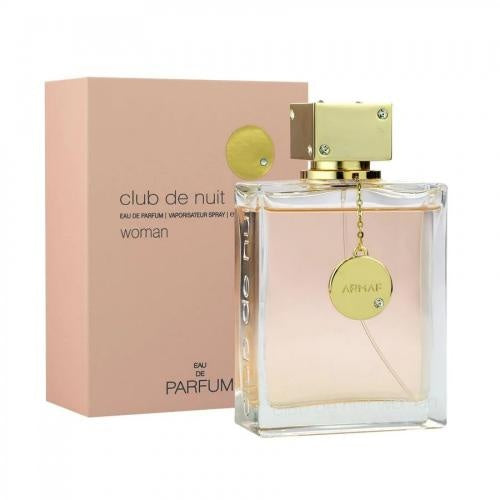 club de nuit
EAU DE PARFUM | VAPORISATEUR SPRAY |
woman
EAU
DE
PARFUM
ARMAF